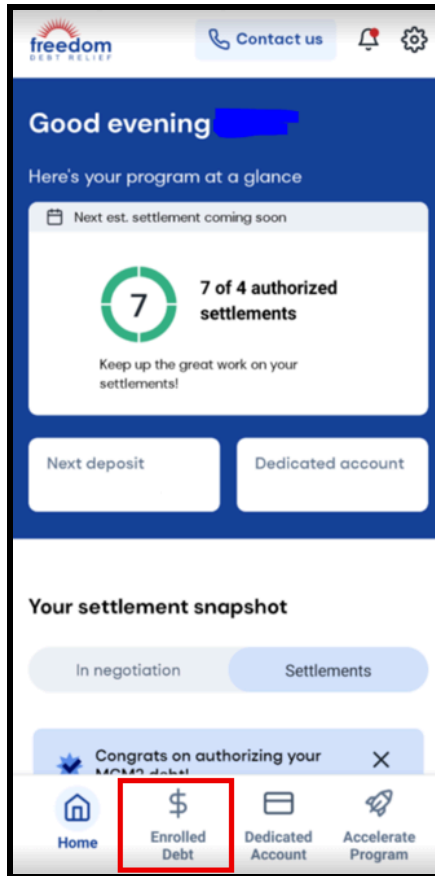 freedom
DEBT RELIEF
Contact us
Good evening
Here's your program at a glance
Next est. settlement coming soon
7
7 of 4 authorized
settlements
Keep up the great work on your
settlements!
Next deposit
Dedicated account
Your settlement snapshot
In negotiation
Settlements
Congrats on authorizing your
MCM2 debt!
Home
Enrolled
Debt
Dedicated
Account
Accelerate
Program